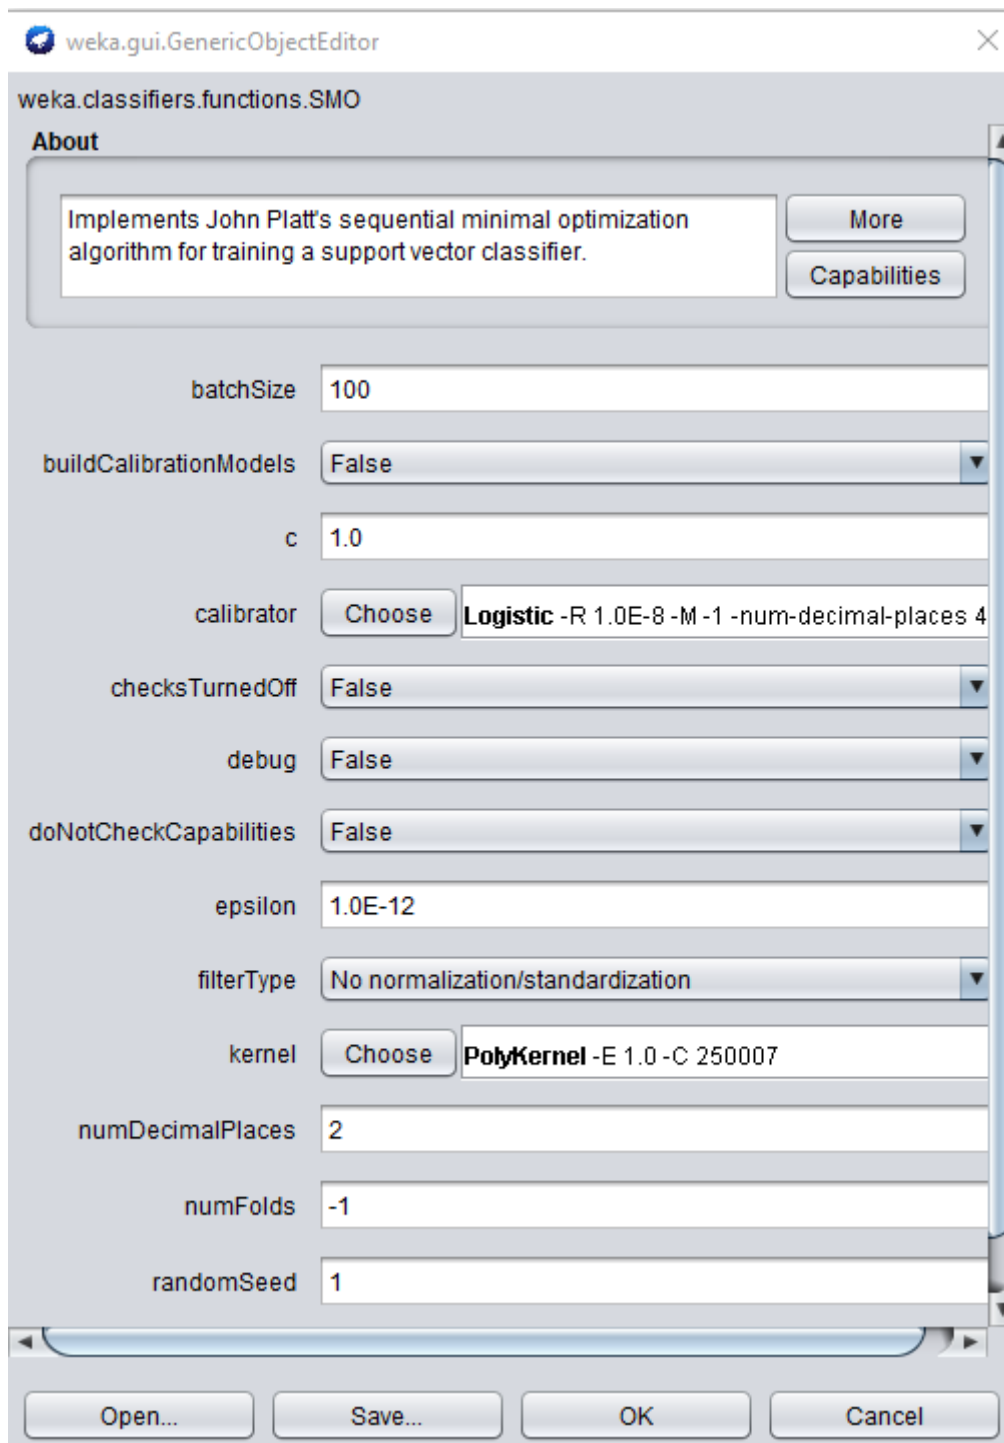 weka.gui.GenericObjectEditor
weka.classifiers.functions.SMO
About
Implements John Platt's sequential minimal optimization
algorithm for training a support vector classifier.
More
Capabilities
batchSize 100
buildCalibrationModels False
c 1.0
calibrator Choose Logistic -R 1.0E-8 -M -1 -num-decimal-places 4
checksTurnedOff False
debug False
doNotCheckCapabilities False
epsilon 1.0E-12
filterType No normalization/standardization
kernel Choose PolyKernel -E 1.0 -C 250007
numDecimalPlaces 2
numFolds -1
randomSeed 1
Open... Save... OK Cancel